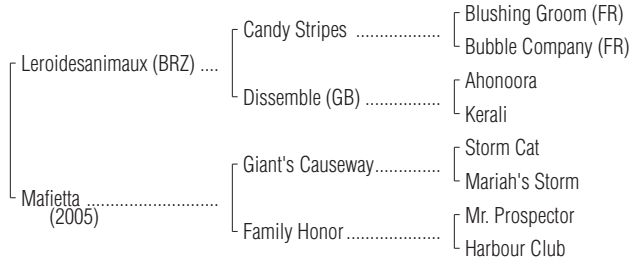 Blushing Groom (FR)
Candy Stripes ..................
Bubble Company (FR)
Leroidesanimaux (BRZ) ....
Ahonoora
Dissemble (GB) ................
Kerali
Storm Cat
Giant's Causeway..............
Mariah's Storm
Mafietta ............................
(2005)
Mr. Prospector
Family Honor ....................
Harbour Club